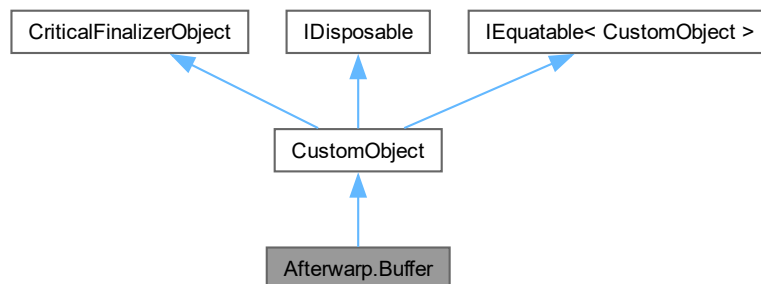 CriticalFinalizerObject
IDisposable
IEquatable< CustomObject >
CustomObject
Afterwarp.Buffer